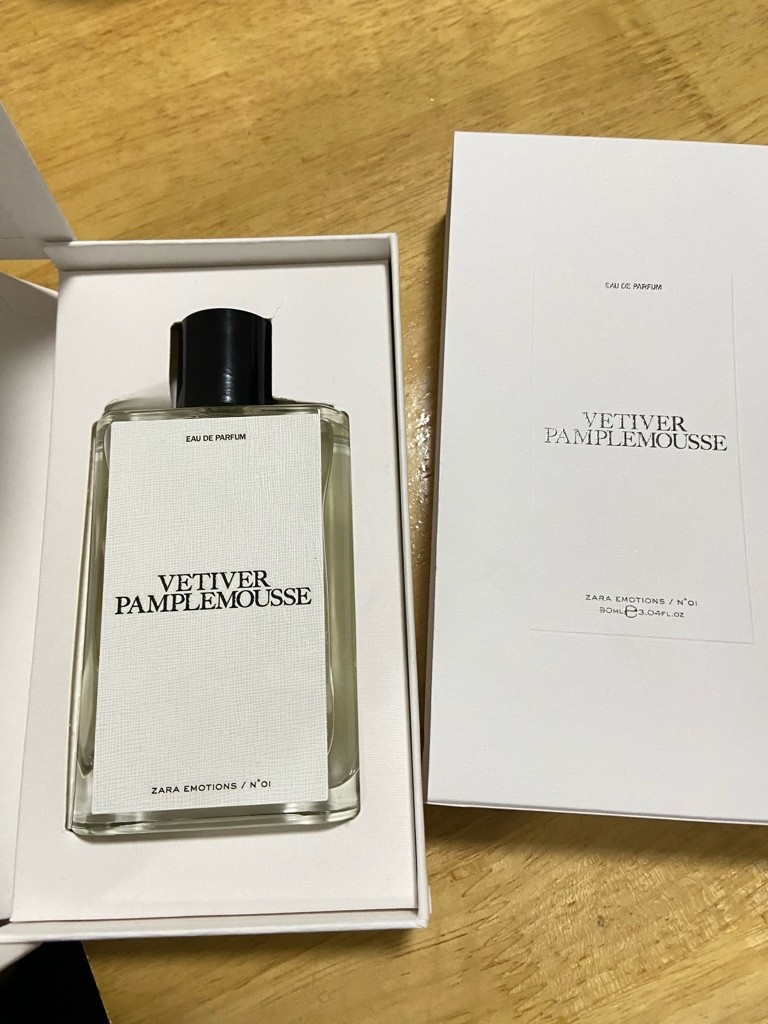 EAU DE PARFUM
VETIVER
PAMPLEMOUSSE
ZARA EMOTIONS / N°01
EAU DE PARFUM
VETIVER
PAMPLEMOUSSE
ZARA EMOTIONS / N°01
90ML℮3.04FL.OZ